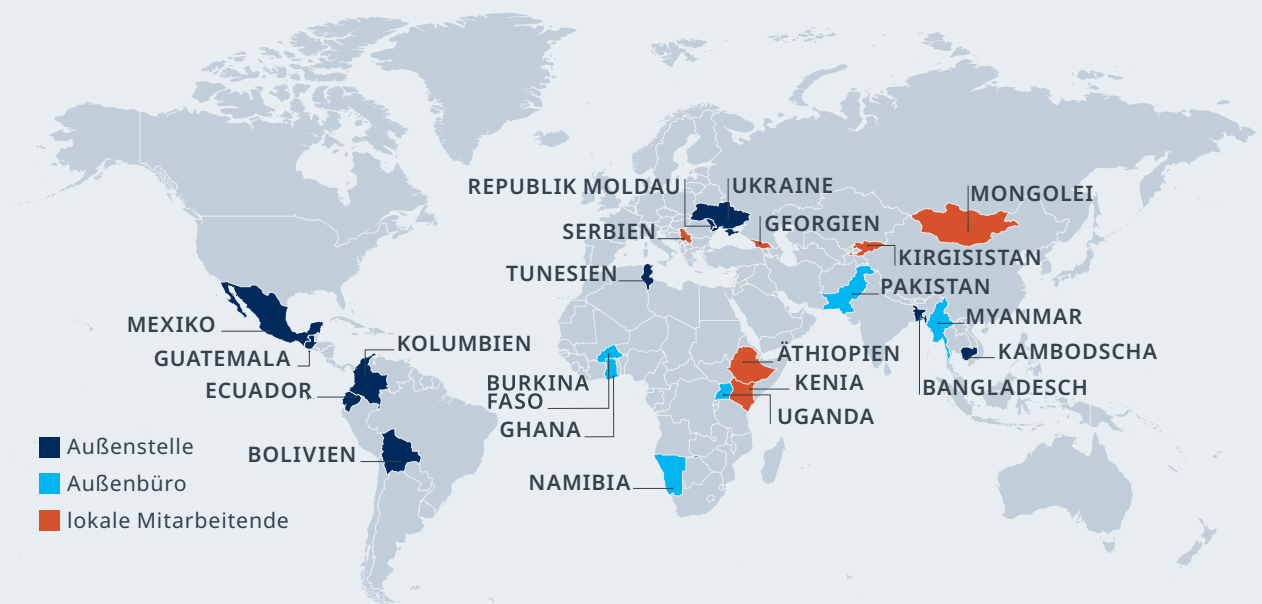 REPUBLIK MOLDAU
UKRAINE
MONGOLEI
SERBIEN
GEORGIEN
KIRGISISTAN
TUNESIEN
PAKISTAN
MEXIKO
MYANMAR
GUATEMALA
KOLUMBIEN
ÄTHIOPIEN
KAMBODSCHA
ECUADOR
BURKINA
FASO
KENIA
BANGLADESCH
GHANA
UGANDA
BOLIVIEN
NAMIBIA
Außenstelle
Außenbüro
lokale Mitarbeitende